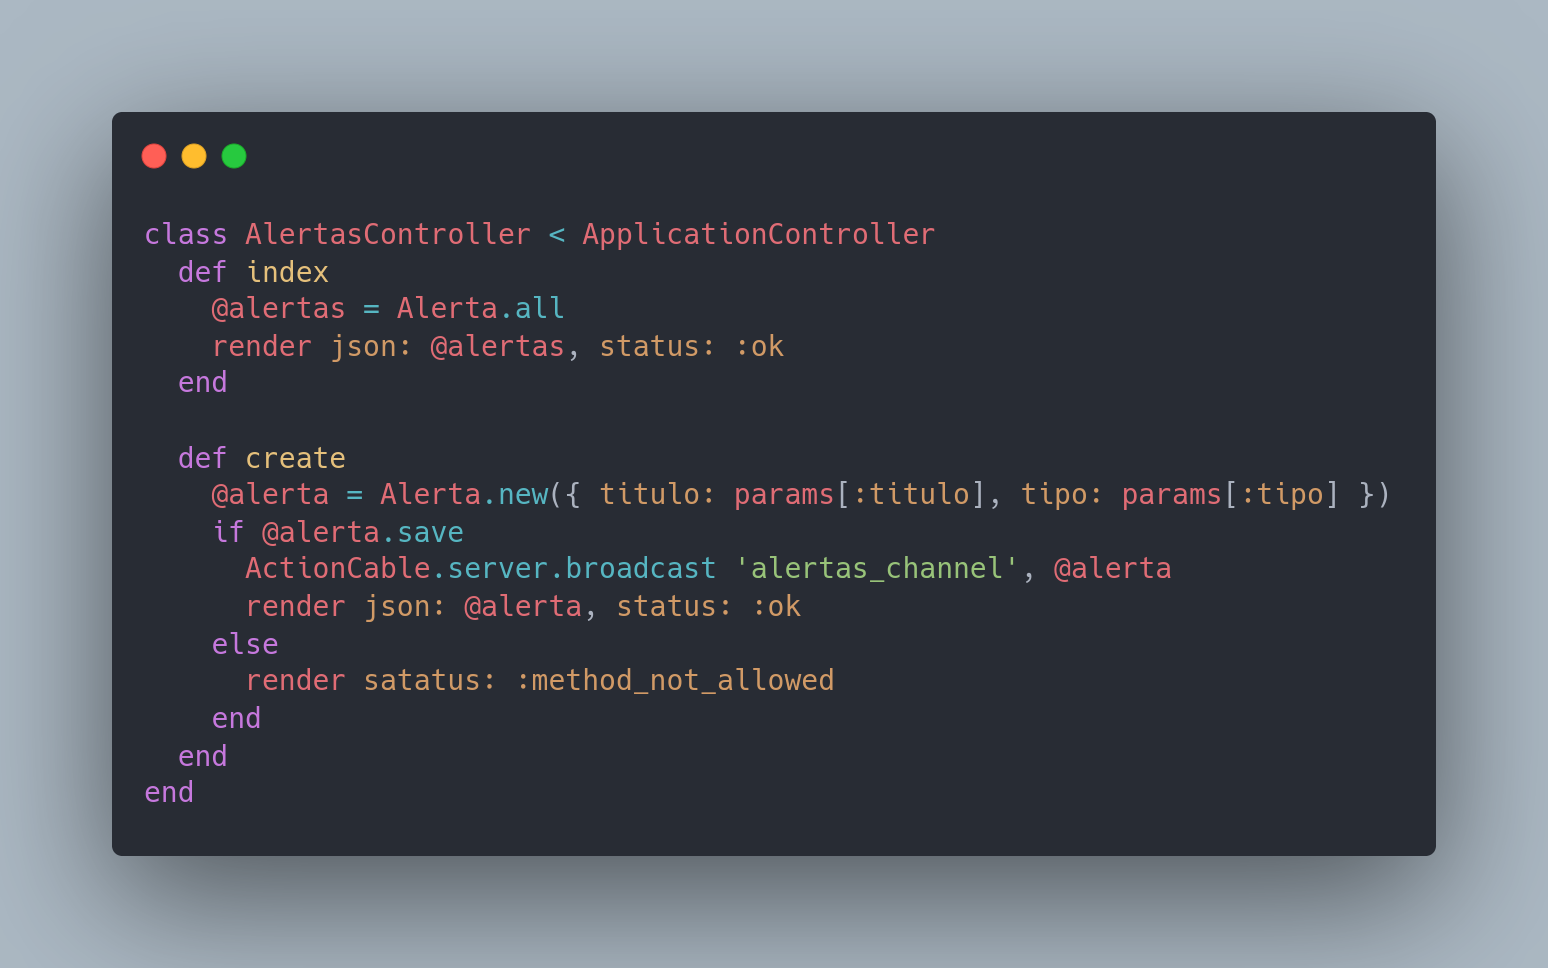 class AlertasController < ApplicationController
  def index
    @alertas = Alerta.all
    render json: @alertas, status: :ok
  end

  def create
    @alerta = Alerta.new({ titulo: params[:titulo], tipo: params[:tipo] })
    if @alerta.save
      ActionCable.server.broadcast 'alertas_channel', @alerta
      render json: @alerta, status: :ok
    else
      render satatus: :method_not_allowed
    end
  end
end